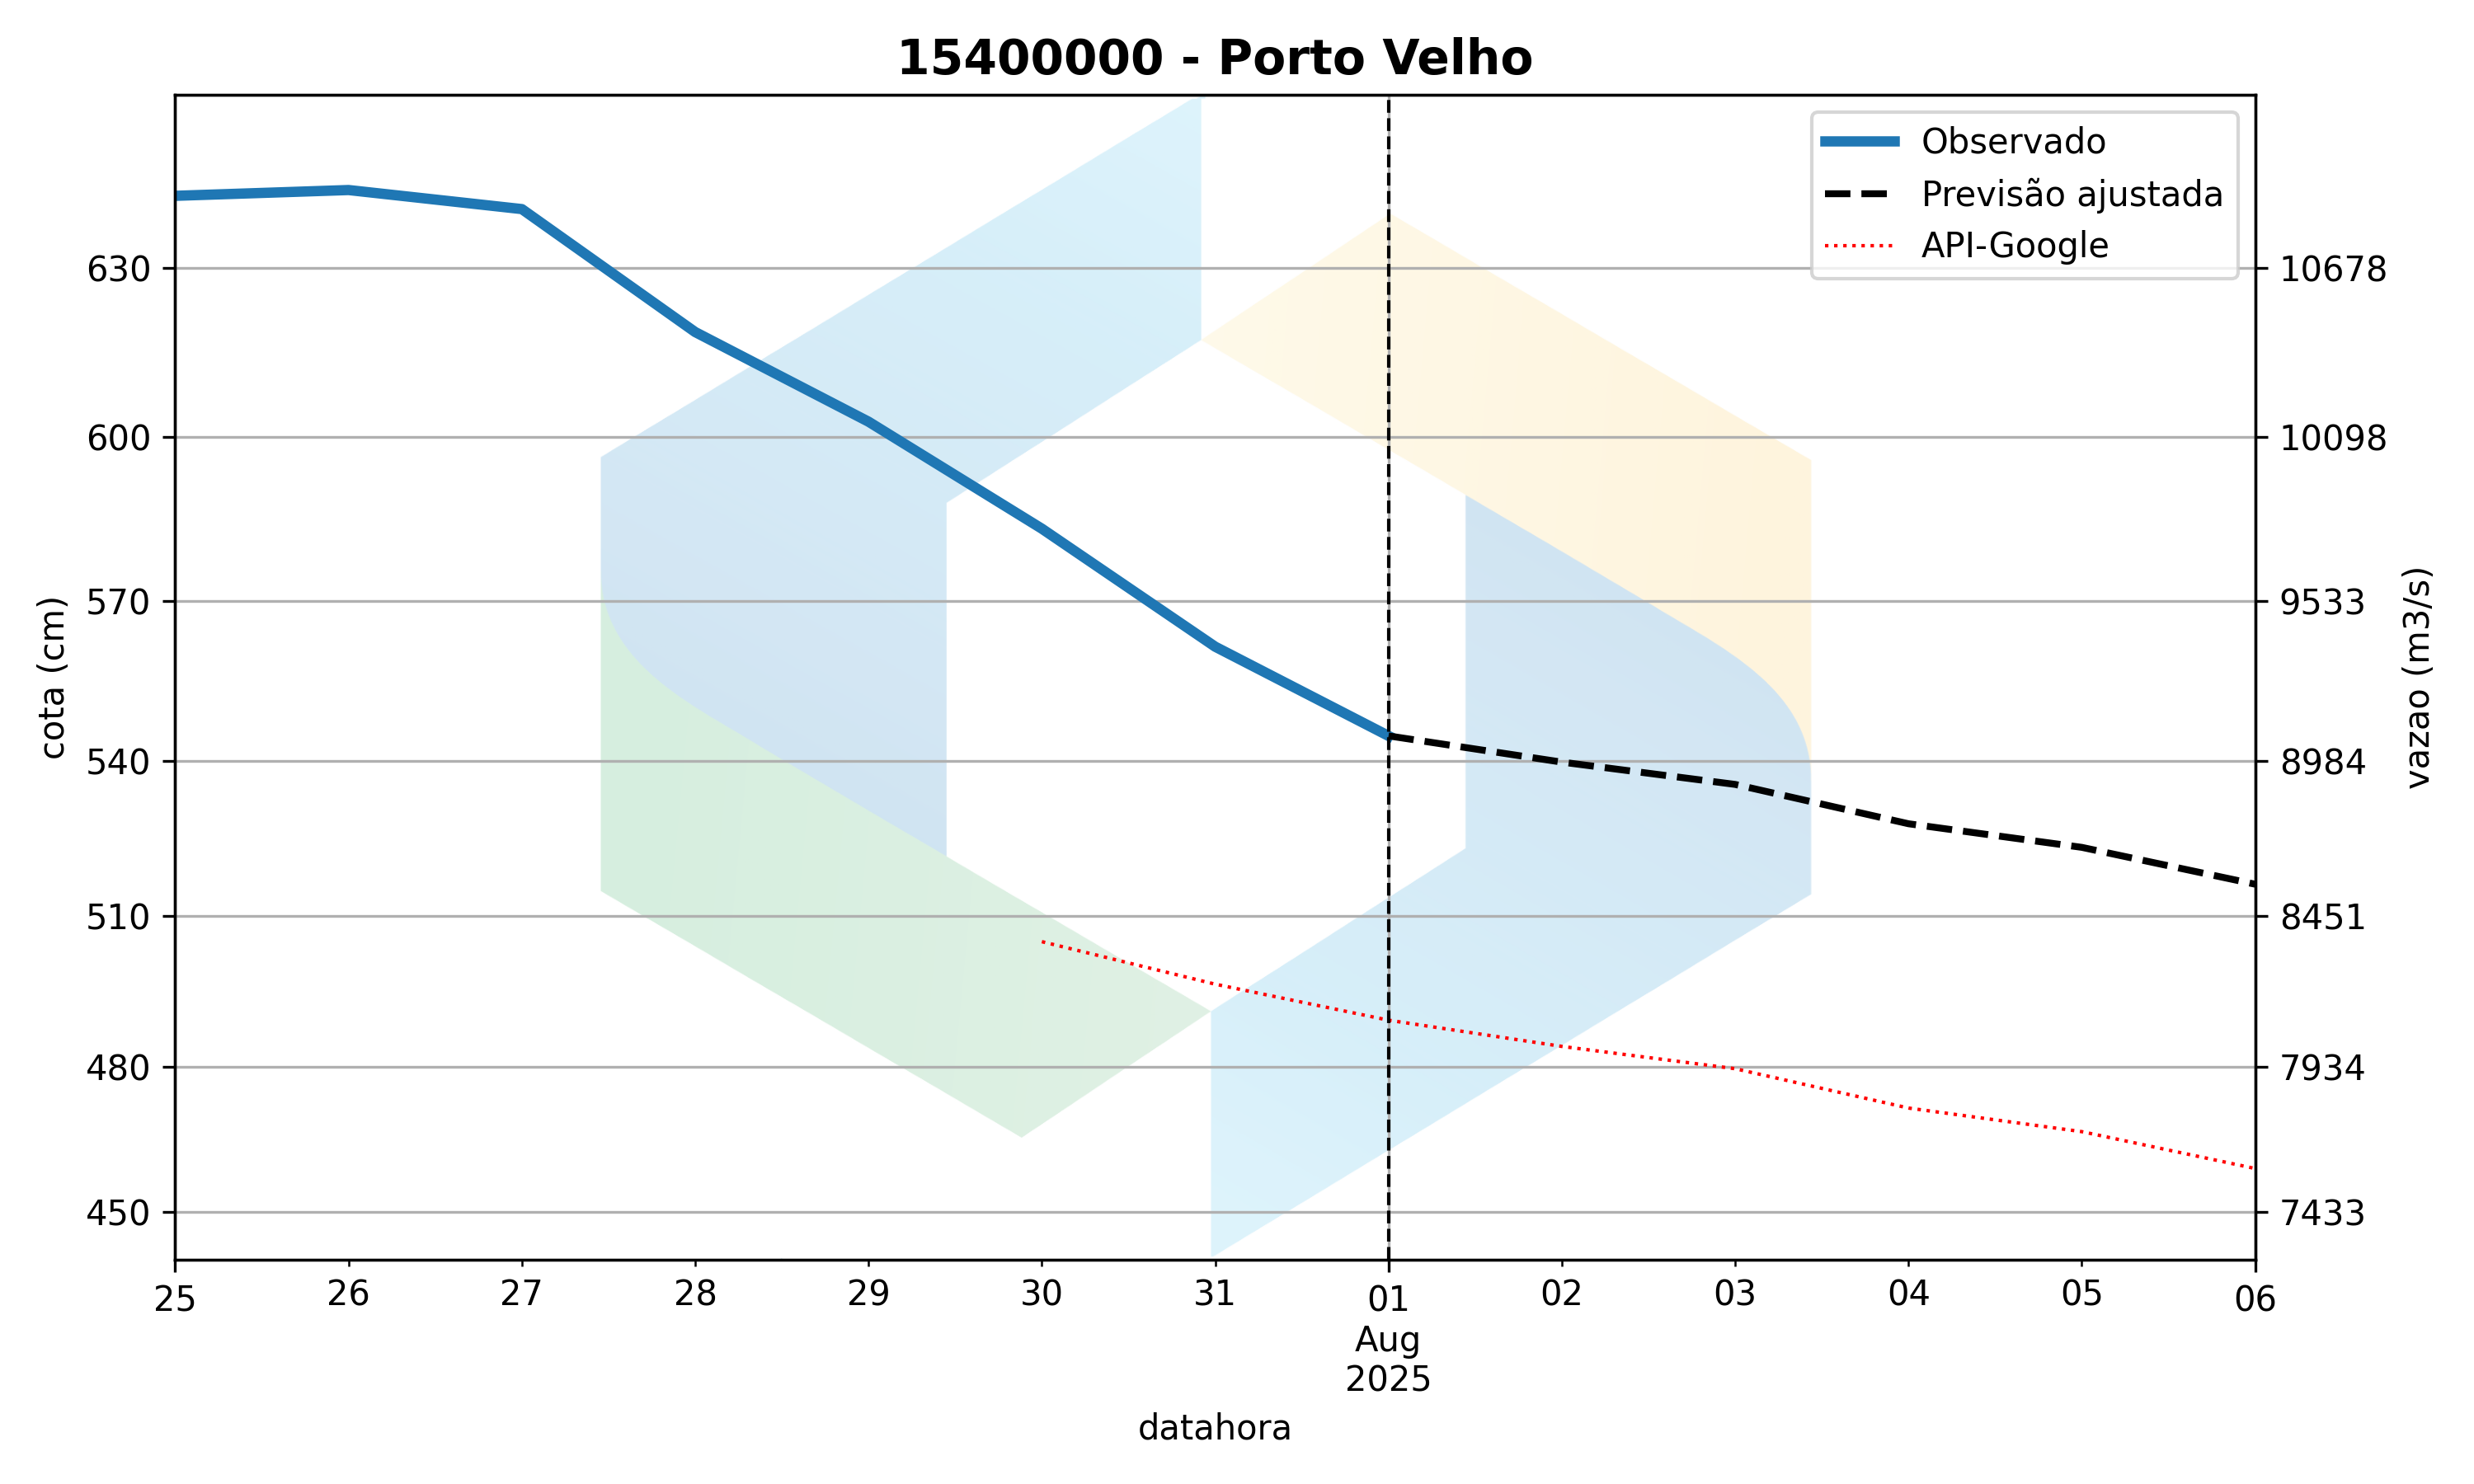 15400000 - Porto Velho
Observado
Previsão ajustada
API-Google
630
600
570
540
510
480
450
cota (cm)
10678
10098
9533
8984
8451
7934
7433
vazao (m3/s)
25 26 27 28 29 30 31 01 02 03 04 05 06
Aug
2025
datahora